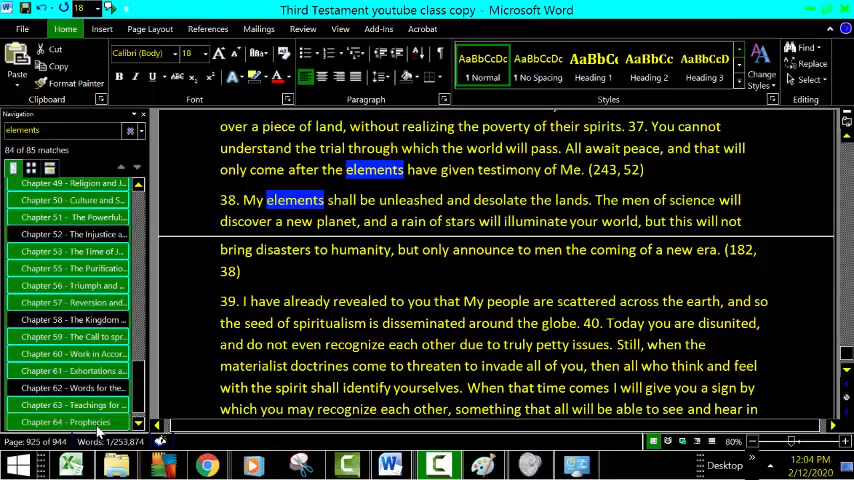 18
Third Testament youtube class copy - Microsoft Word
File Home Insert Page Layout References Mailings Review View Add-Ins Acrobat
Paste
Cut
Copy
Format Painter
Clipboard
Calibri (Body) 18
B I U
Font
Paragraph
AaBbCcDc AaBbCcDc AaBbC AaBbCc AaBbCcD
¶ Normal ¶ No Spacing Heading 1 Heading 2 Heading 3
Change
Styles
Styles
Find
Replace
Select
Editing
Navigation
elements
84 of 85 matches
Chapter 49 - Religion and J...
Chapter 50 - Culture and S...
Chapter 51 - The Powerful:...
Chapter 52 - The Injustice a...
Chapter 53 - The Time of J...
Chapter 55 - The Purificatio...
Chapter 56 - Triumph and ...
Chapter 57 - Reversion and...
Chapter 58 - The Kingdom ...
Chapter 59 - The Call to spr...
Chapter 60 - Work in Accor...
Chapter 61 - Exhortations a...
Chapter 62 - Words for the...
Chapter 63 - Teachings for ...
Chapter 64 - Prophecies
over a piece of land, without realizing the poverty of their spirits. 37. You cannot
understand the trial through which the world will pass. All await peace, and that will
only come after the elements have given testimony of Me. (243, 52)
38. My elements shall be unleashed and desolate the lands. The men of science will
discover a new planet, and a rain of stars will illuminate your world, but this will not
bring disasters to humanity, but only announce to men the coming of a new era. (182,
38)
39. I have already revealed to you that My people are scattered across the earth, and so
the seed of spiritualism is disseminated around the globe. 40. Today you are disunited,
and do not even recognize each other due to truly petty issues. Still, when the
materialist doctrines come to threaten to invade all of you, then all who think and feel
with the spirit shall identify yourselves. When that time comes I will give you a sign by
which you may recognize each other, something that all will be able to see and hear in
Page: 925 of 944 Words: 1/253,874
80%
Desktop
12:04 PM
2/12/2020